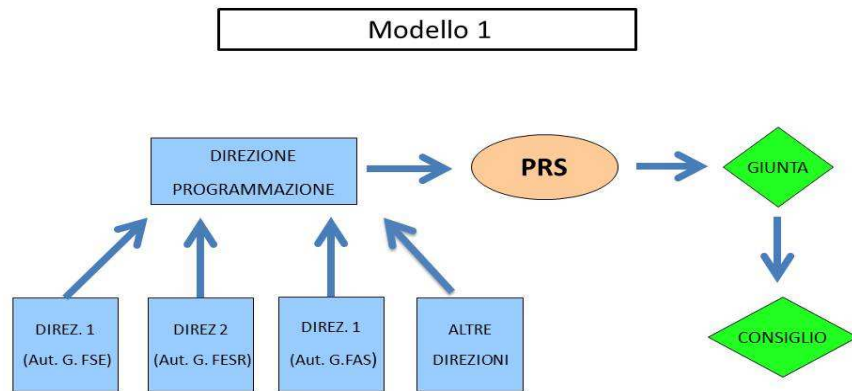 Modello 1
DIREZIONE
PROGRAMMAZIONE
PRS
GIUNTA
DIREZ. 1
(Aut. G. FSE)
DIREZ 2
(Aut. G. FESR)
DIREZ. 1
(Aut. G.FAS)
ALTRE
DIREZIONI
CONSIGLIO